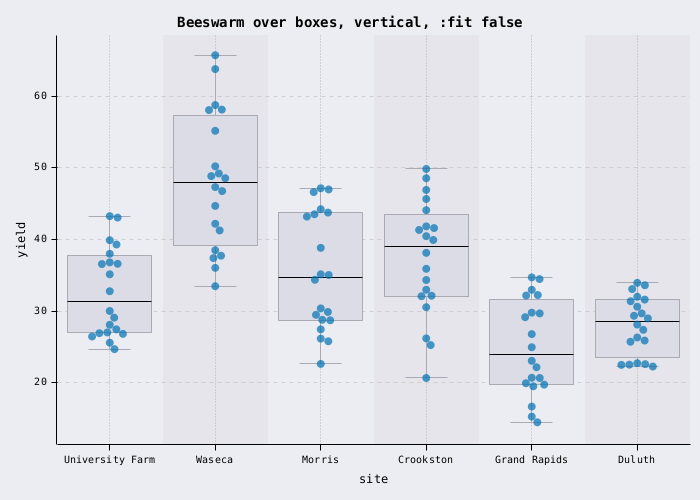 Beeswarm over boxes, vertical, :fit false
60
50
40
30
20
yield
University Farm
Waseca
Morris
Crookston
Grand Rapids
Duluth
site